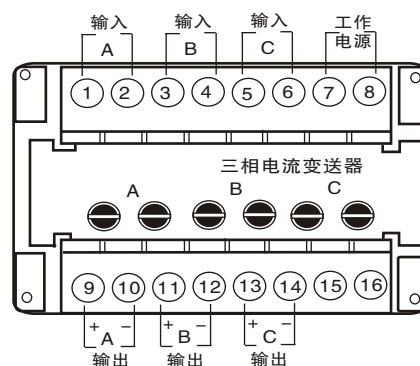 输入 输入 输入 工作
A B C 电源
1 2 3 4 5 6 7 8
三相电流变送器
A B C
9 10 11 12 13 14 15 16
+ - + - + -
A B C
输出 输出 输出